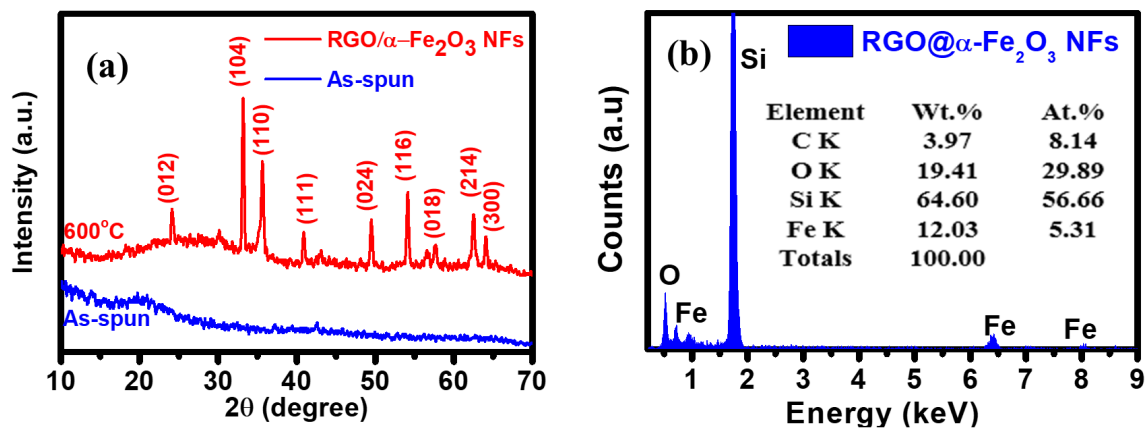 (a)
RGO/α–Fe₂O₃ NFs
As-spun
(012)
(104)
(110)
(111)
(024)
(116)
(018)
(214)
(300)
600°C
As-spun
Intensity (a.u.)
10 20 30 40 50 60 70
2θ (degree)
(b)
RGO@α-Fe₂O₃ NFs
Si
Element Wt.% At.%
C K 3.97 8.14
O K 19.41 29.89
Si K 64.60 56.66
Fe K 12.03 5.31
Totals 100.00
O
Fe
Fe
Fe
Counts (a.u)
1 2 3 4 5 6 7 8 9
Energy (keV)